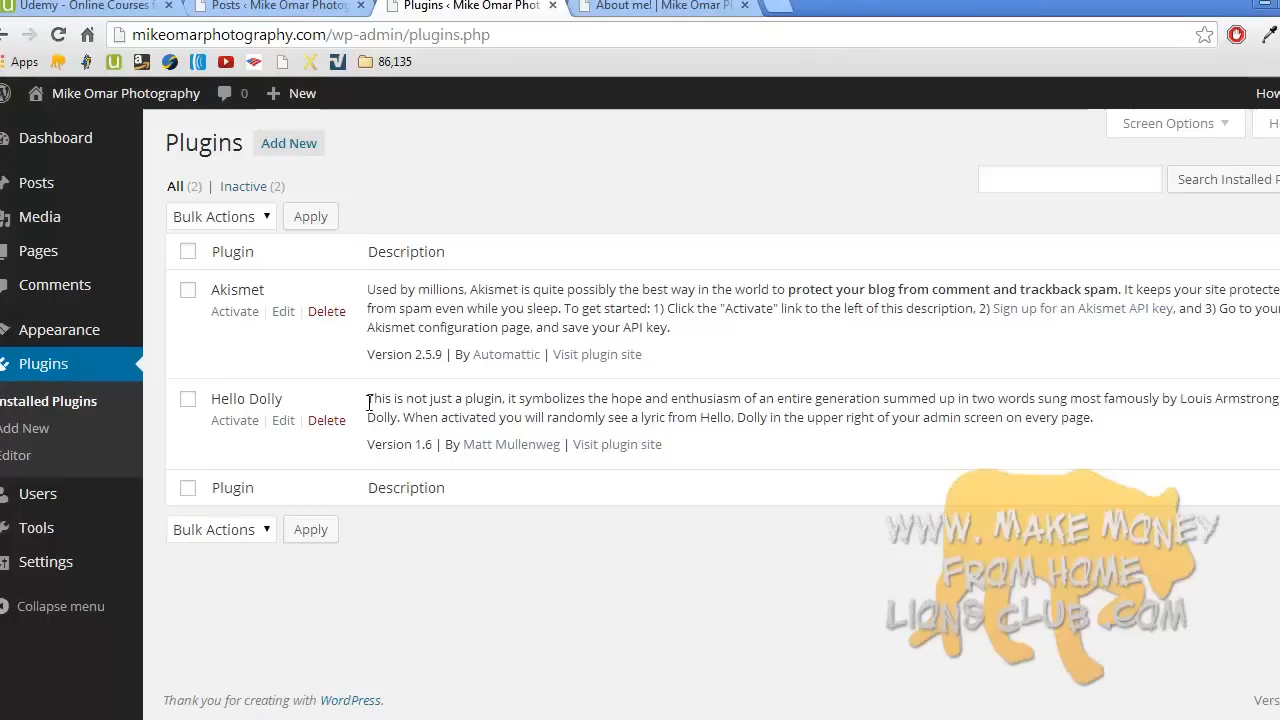 Udemy - Online Courses f
Posts ‹ Mike Omar Photog
Plugins ‹ Mike Omar Phot
About me! | Mike Omar P
mikeomarphotography.com/wp-admin/plugins.php
Apps
86,135
Mike Omar Photography 0 + New
How
Dashboard
Posts
Media
Pages
Comments
Appearance
Plugins
nstalled Plugins
Add New
Editor
Users
Tools
Settings
Collapse menu
Screen Options
Plugins Add New
All (2) | Inactive (2)
Search Installed P
Bulk Actions Apply
Plugin Description
Akismet
Activate | Edit | Delete
Used by millions, Akismet is quite possibly the best way in the world to protect your blog from comment and trackback spam. It keeps your site protecte
from spam even while you sleep. To get started: 1) Click the "Activate" link to the left of this description, 2) Sign up for an Akismet API key, and 3) Go to your
Akismet configuration page, and save your API key.
Version 2.5.9 | By Automattic | Visit plugin site
Hello Dolly
Activate | Edit | Delete
This is not just a plugin, it symbolizes the hope and enthusiasm of an entire generation summed up in two words sung most famously by Louis Armstrong
Dolly. When activated you will randomly see a lyric from Hello, Dolly in the upper right of your admin screen on every page.
Version 1.6 | By Matt Mullenweg | Visit plugin site
Plugin Description
Bulk Actions Apply
WWW. MAKE MONEY
FROM HOME
LIONS CLUB .COM
Thank you for creating with WordPress.
Vers